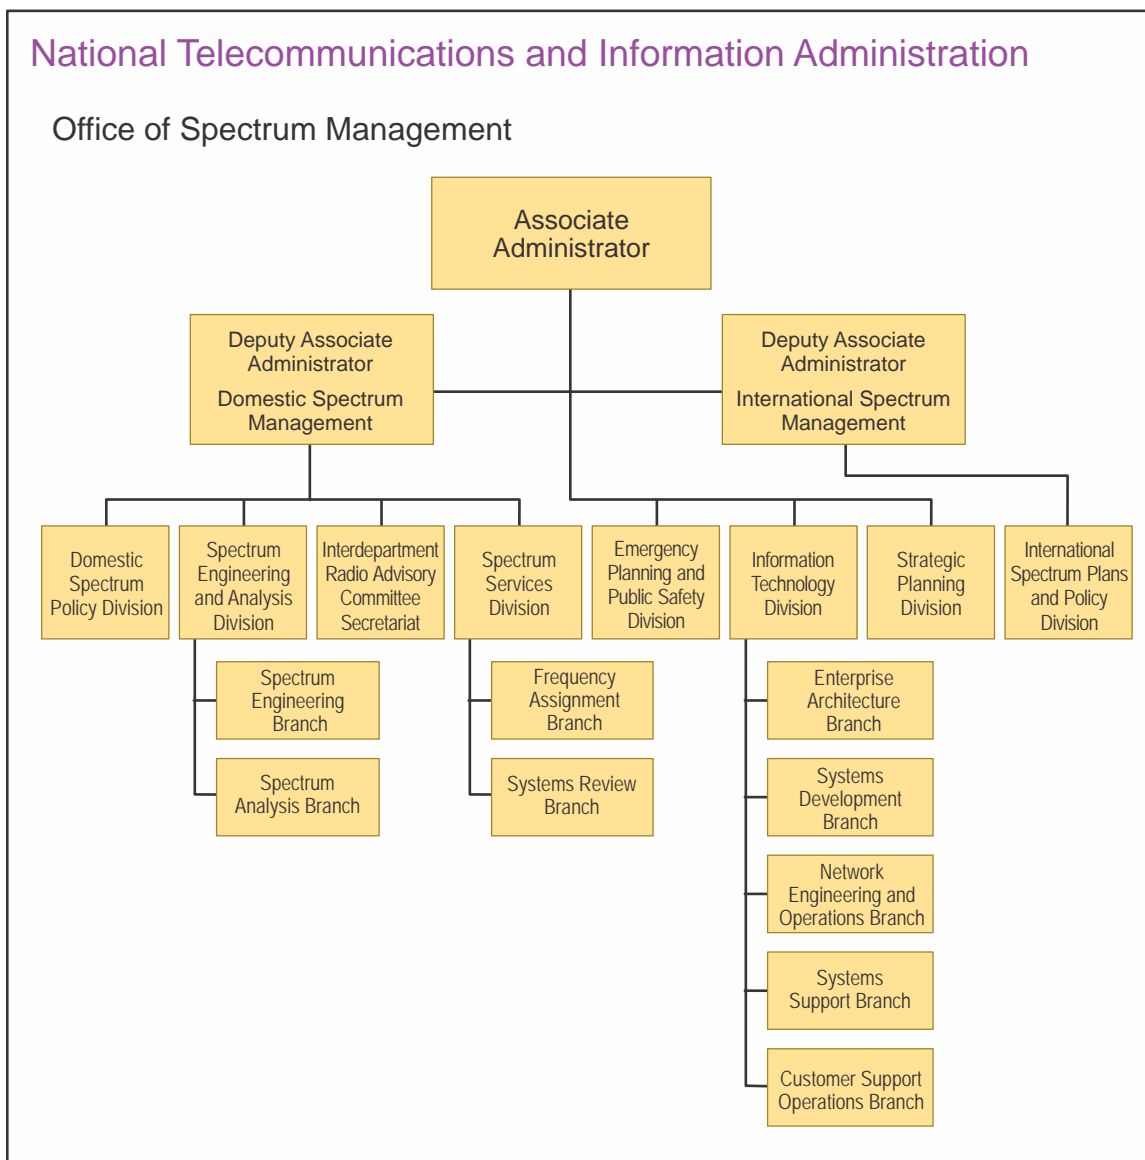 National Telecommunications and Information Administration
Office of Spectrum Management
Associate
Administrator
Deputy Associate
Administrator
Domestic Spectrum
Management
Deputy Associate
Administrator
International Spectrum
Management
Domestic
Spectrum
Policy Division
Spectrum
Engineering
and Analysis
Division
Interdepartment
Radio Advisory
Committee
Secretariat
Spectrum
Services
Division
Emergency
Planning and
Public Safety
Division
Information
Technology
Division
Strategic
Planning
Division
International
Spectrum Plans
and Policy
Division
Spectrum
Engineering
Branch
Spectrum
Analysis Branch
Frequency
Assignment
Branch
Systems Review
Branch
Enterprise
Architecture
Branch
Systems
Development
Branch
Network
Engineering and
Operations Branch
Systems
Support Branch
Customer Support
Operations Branch